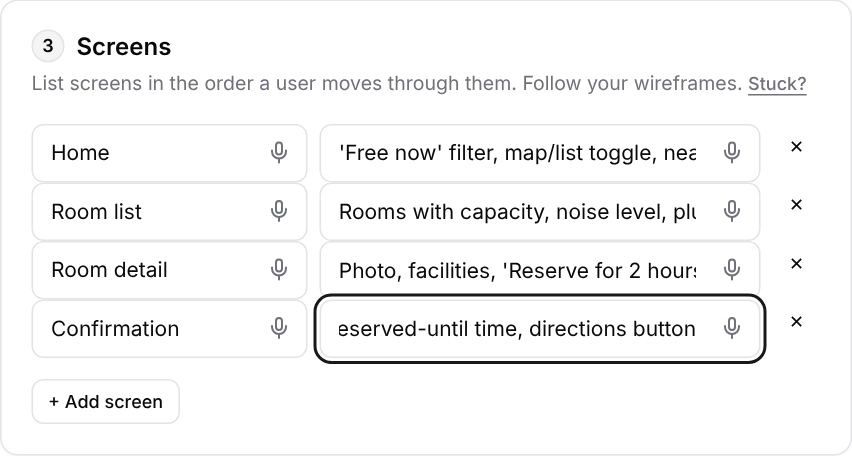 3 Screens
List screens in the order a user moves through them. Follow your wireframes. Stuck?
Home 'Free now' filter, map/list toggle,
Room list Rooms with capacity, noise level,
Room detail Photo, facilities, 'Reserve for 2 hours
Confirmation eserved-until time, directions button
+ Add screen